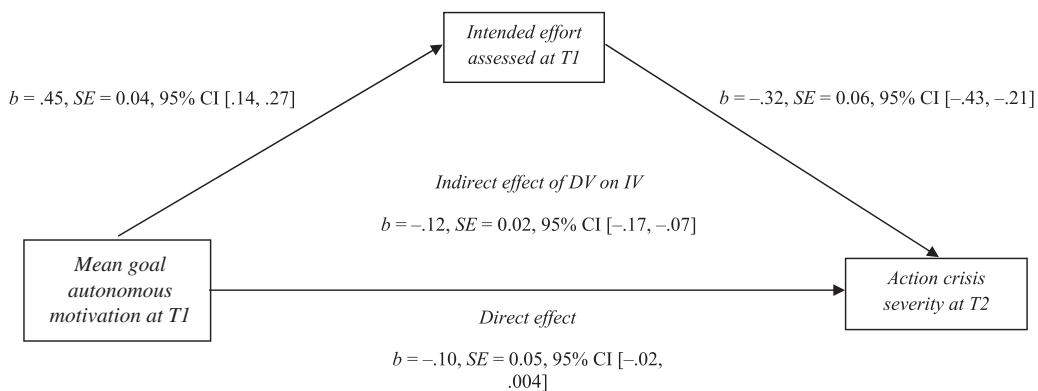 Intended effort
assessed at T1
b = .45, SE = 0.04, 95% CI [.14, .27]
b = –.32, SE = 0.06, 95% CI [–.43, –.21]
Indirect effect of DV on IV
b = –.12, SE = 0.02, 95% CI [–.17, –.07]
Mean goal
autonomous
motivation at T1
Action crisis
severity at T2
Direct effect
b = –.10, SE = 0.05, 95% CI [–.02,
.004]